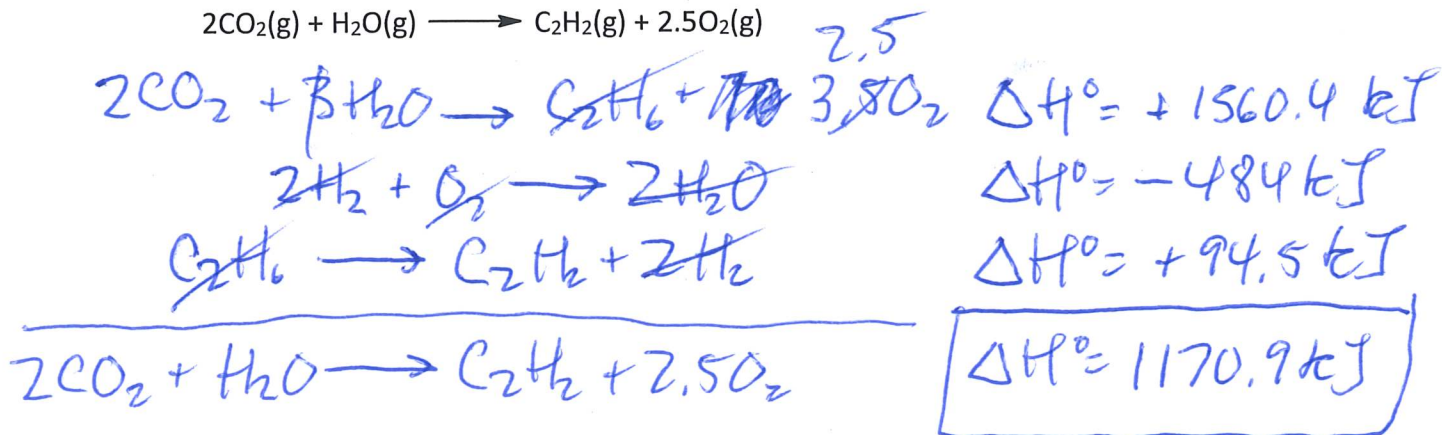 2CO₂(g) + H₂O(g) ⟶ C₂H₂(g) + 2.5O₂(g)
2.5
2CO₂ + 3H₂O ⟶ C₂H₆ + 3.5O₂ ΔH°= +1560.4 kJ
2H₂ + O₂ ⟶ 2H₂O ΔH°= -484 kJ
C₂H₆ ⟶ C₂H₂ + 2H₂ ΔH°= +94.5 kJ
2CO₂ + H₂O ⟶ C₂H₂ + 2.5O₂ ΔH°= 1170.9 kJ